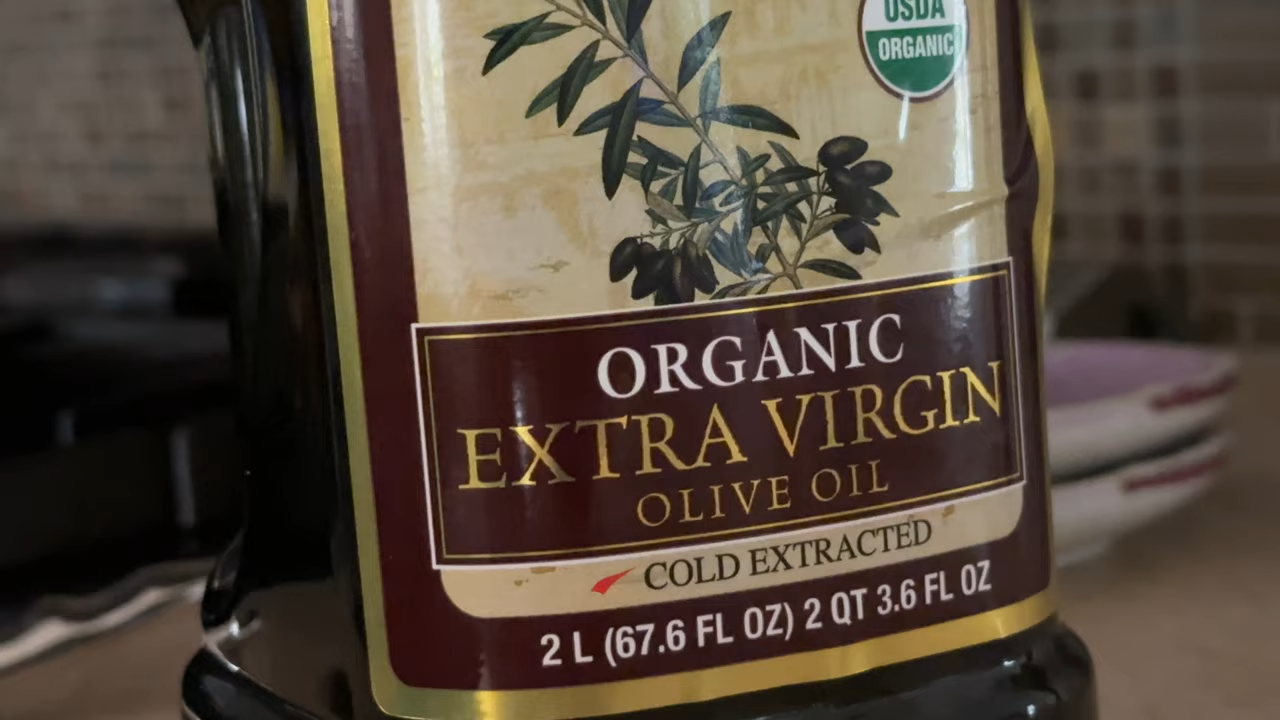 USDA
ORGANIC
ORGANIC
EXTRA VIRGIN
OLIVE OIL
COLD EXTRACTED
2 L (67.6 FL OZ) 2 QT 3.6 FL OZ